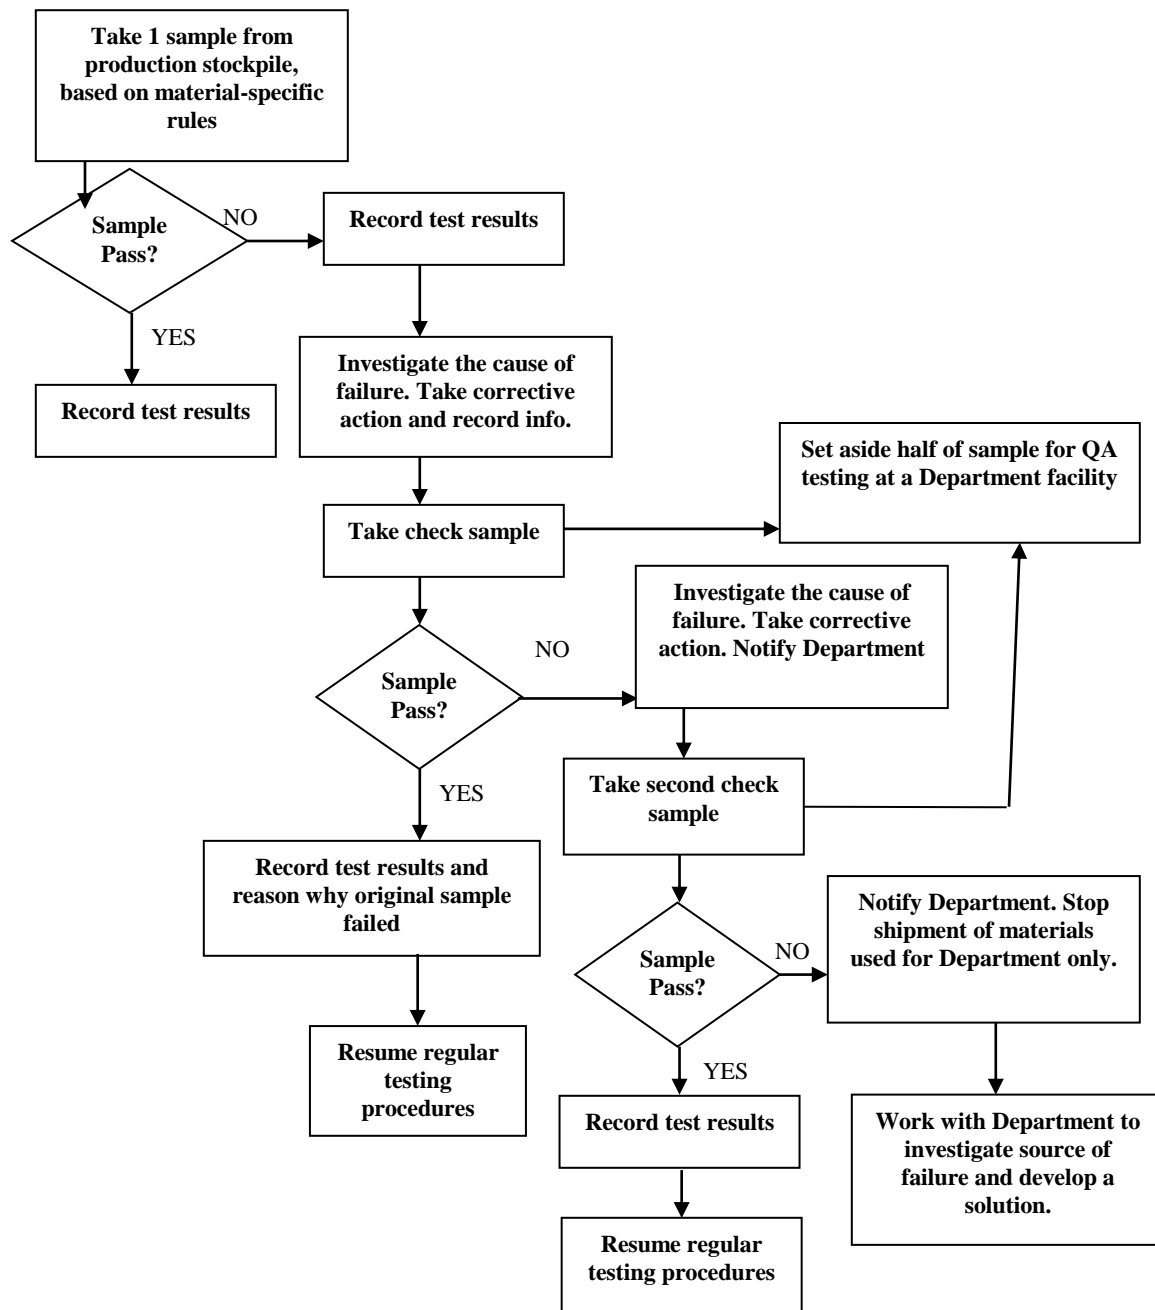 Take 1 sample from
production stockpile,
based on material-specific
rules
Sample
Pass?
NO
Record test results
YES
Record test results
Investigate the cause of
failure. Take corrective
action and record info.
Set aside half of sample for QA
testing at a Department facility
Take check sample
Investigate the cause of
failure. Take corrective
action. Notify Department
Sample
Pass?
NO
YES
Take second check
sample
Record test results and
reason why original sample
failed
Notify Department. Stop
shipment of materials
used for Department only.
Sample
Pass?
NO
YES
Resume regular
testing
procedures
Record test results
Work with Department to
investigate source of
failure and develop a
solution.
Resume regular
testing procedures